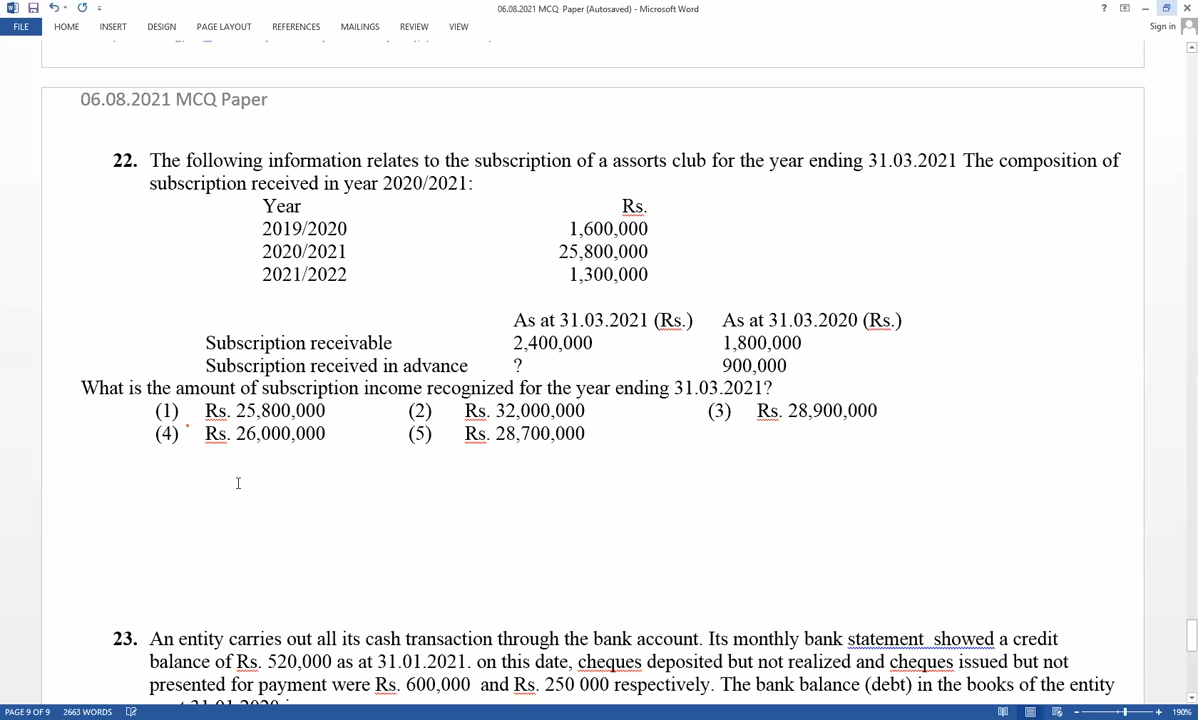 06.08.2021 MCQ Paper (Autosaved) - Microsoft Word
FILE HOME INSERT DESIGN PAGE LAYOUT REFERENCES MAILINGS REVIEW VIEW Sign in
06.08.2021 MCQ Paper
22. The following information relates to the subscription of a assorts club for the year ending 31.03.2021 The composition of
subscription received in year 2020/2021:
Year Rs.
2019/2020 1,600,000
2020/2021 25,800,000
2021/2022 1,300,000
As at 31.03.2021 (Rs.) As at 31.03.2020 (Rs.)
Subscription receivable 2,400,000 1,800,000
Subscription received in advance ? 900,000
What is the amount of subscription income recognized for the year ending 31.03.2021?
(1) Rs. 25,800,000 (2) Rs. 32,000,000 (3) Rs. 28,900,000
(4) Rs. 26,000,000 (5) Rs. 28,700,000
23. An entity carries out all its cash transaction through the bank account. Its monthly bank statement showed a credit
balance of Rs. 520,000 as at 31.01.2021. on this date, cheques deposited but not realized and cheques issued but not
presented for payment were Rs. 600,000 and Rs. 250 000 respectively. The bank balance (debt) in the books of the entity
PAGE 9 OF 9 2663 WORDS 190%